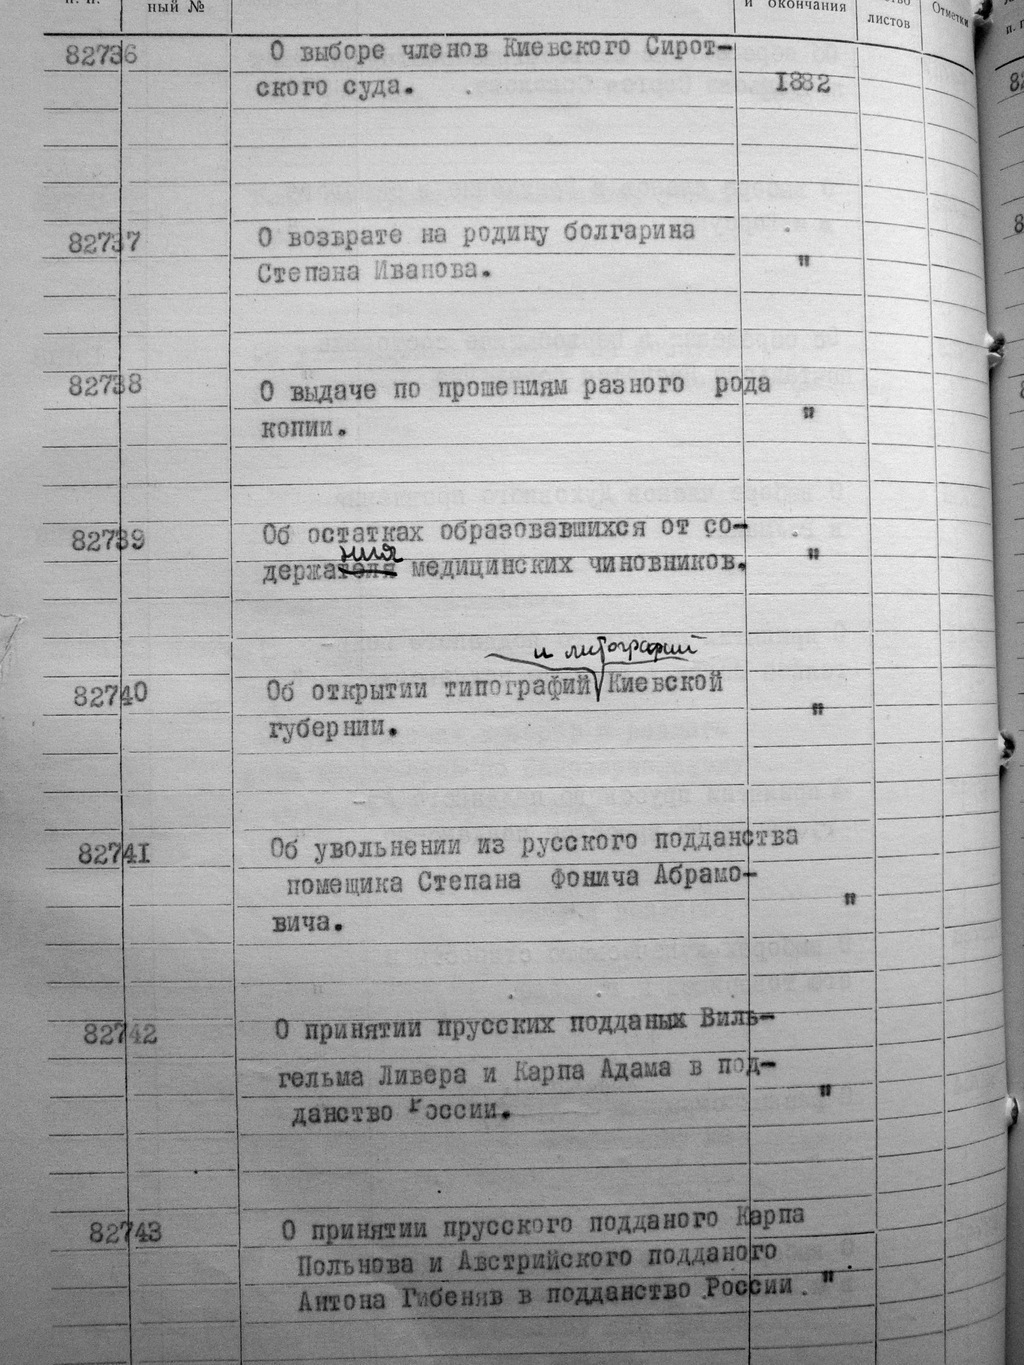 п. п.
ный №
и окончания
листов
Отметки
82736 О выборе членов Киевского Сирот-
ского суда. 1882
82737 О возврате на родину болгарина
Степана Иванова. "
82738 О выдаче по прошениям разного рода
копии. "
82739 Об остатках образовавшихся от со-
ния
держателя медицинских чиновников. "
и литографий
82740 Об открытии типографий Киевской
губернии. "
82741 Об увольнении из русского подданства
помещика Степана Фонича Абрамо-
вича. "
82742 О принятии прусских подданых Виль-
гельма Ливера и Карпа Адама в под-
данство России. "
82743 О принятии прусского подданого Карпа
Польнова и Австрийского подданого
Антона Гибеняв в подданство России. "